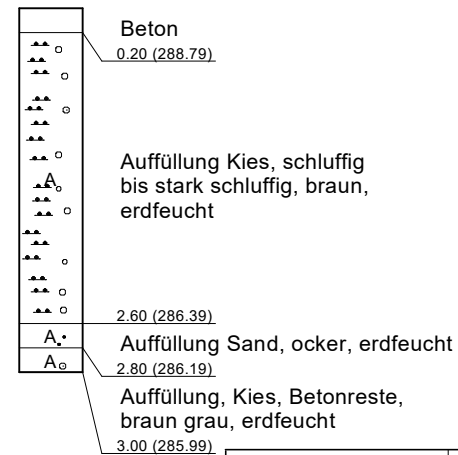 Beton
0.20 (288.79)
Auffüllung Kies, schluffig
bis stark schluffig, braun,
erdfeucht
A
2.60 (286.39)
A
Auffüllung Sand, ocker, erdfeucht
2.80 (286.19)
A
Auffüllung, Kies, Betonreste,
braun grau, erdfeucht
3.00 (285.99)